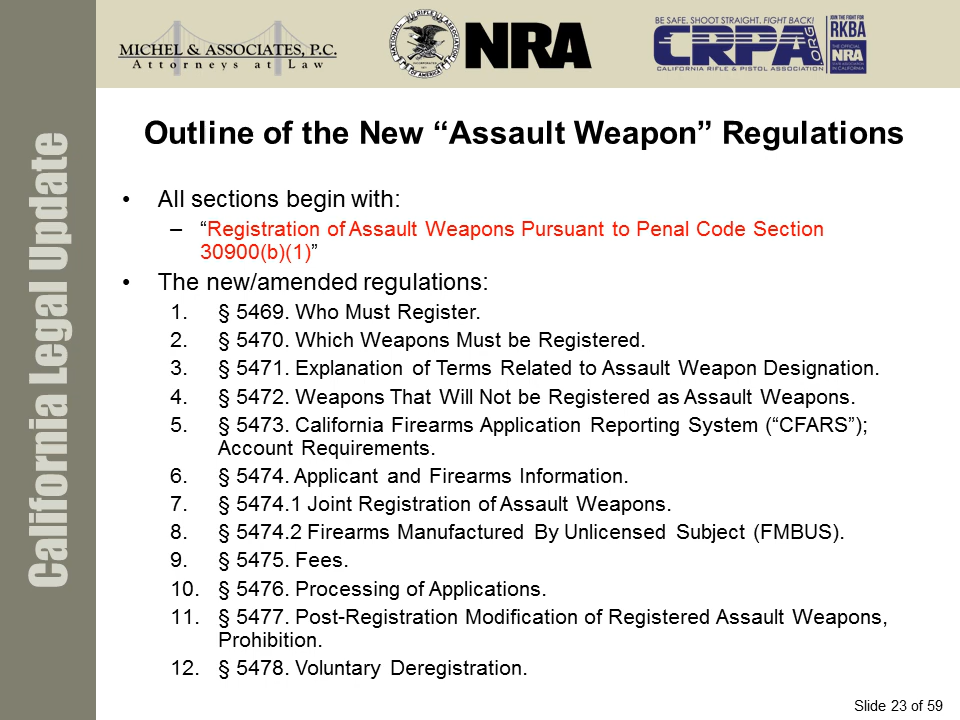 California Legal Update
MICHEL & ASSOCIATES, P.C.
Attorneys at Law
NATIONAL RIFLE ASSOCIATION
OF AMERICA
NRA
BE SAFE. SHOOT STRAIGHT. FIGHT BACK!
CRPA.ORG
CALIFORNIA RIFLE & PISTOL ASSOCIATION
JOIN THE FIGHT FOR
RKBA
THE OFFICIAL
NRA
STATE ASSOCIATION
IN CALIFORNIA
Outline of the New “Assault Weapon” Regulations
• All sections begin with:
– “Registration of Assault Weapons Pursuant to Penal Code Section
30900(b)(1)”
• The new/amended regulations:
1. § 5469. Who Must Register.
2. § 5470. Which Weapons Must be Registered.
3. § 5471. Explanation of Terms Related to Assault Weapon Designation.
4. § 5472. Weapons That Will Not be Registered as Assault Weapons.
5. § 5473. California Firearms Application Reporting System (“CFARS”);
Account Requirements.
6. § 5474. Applicant and Firearms Information.
7. § 5474.1 Joint Registration of Assault Weapons.
8. § 5474.2 Firearms Manufactured By Unlicensed Subject (FMBUS).
9. § 5475. Fees.
10. § 5476. Processing of Applications.
11. § 5477. Post-Registration Modification of Registered Assault Weapons,
Prohibition.
12. § 5478. Voluntary Deregistration.
Slide 23 of 59